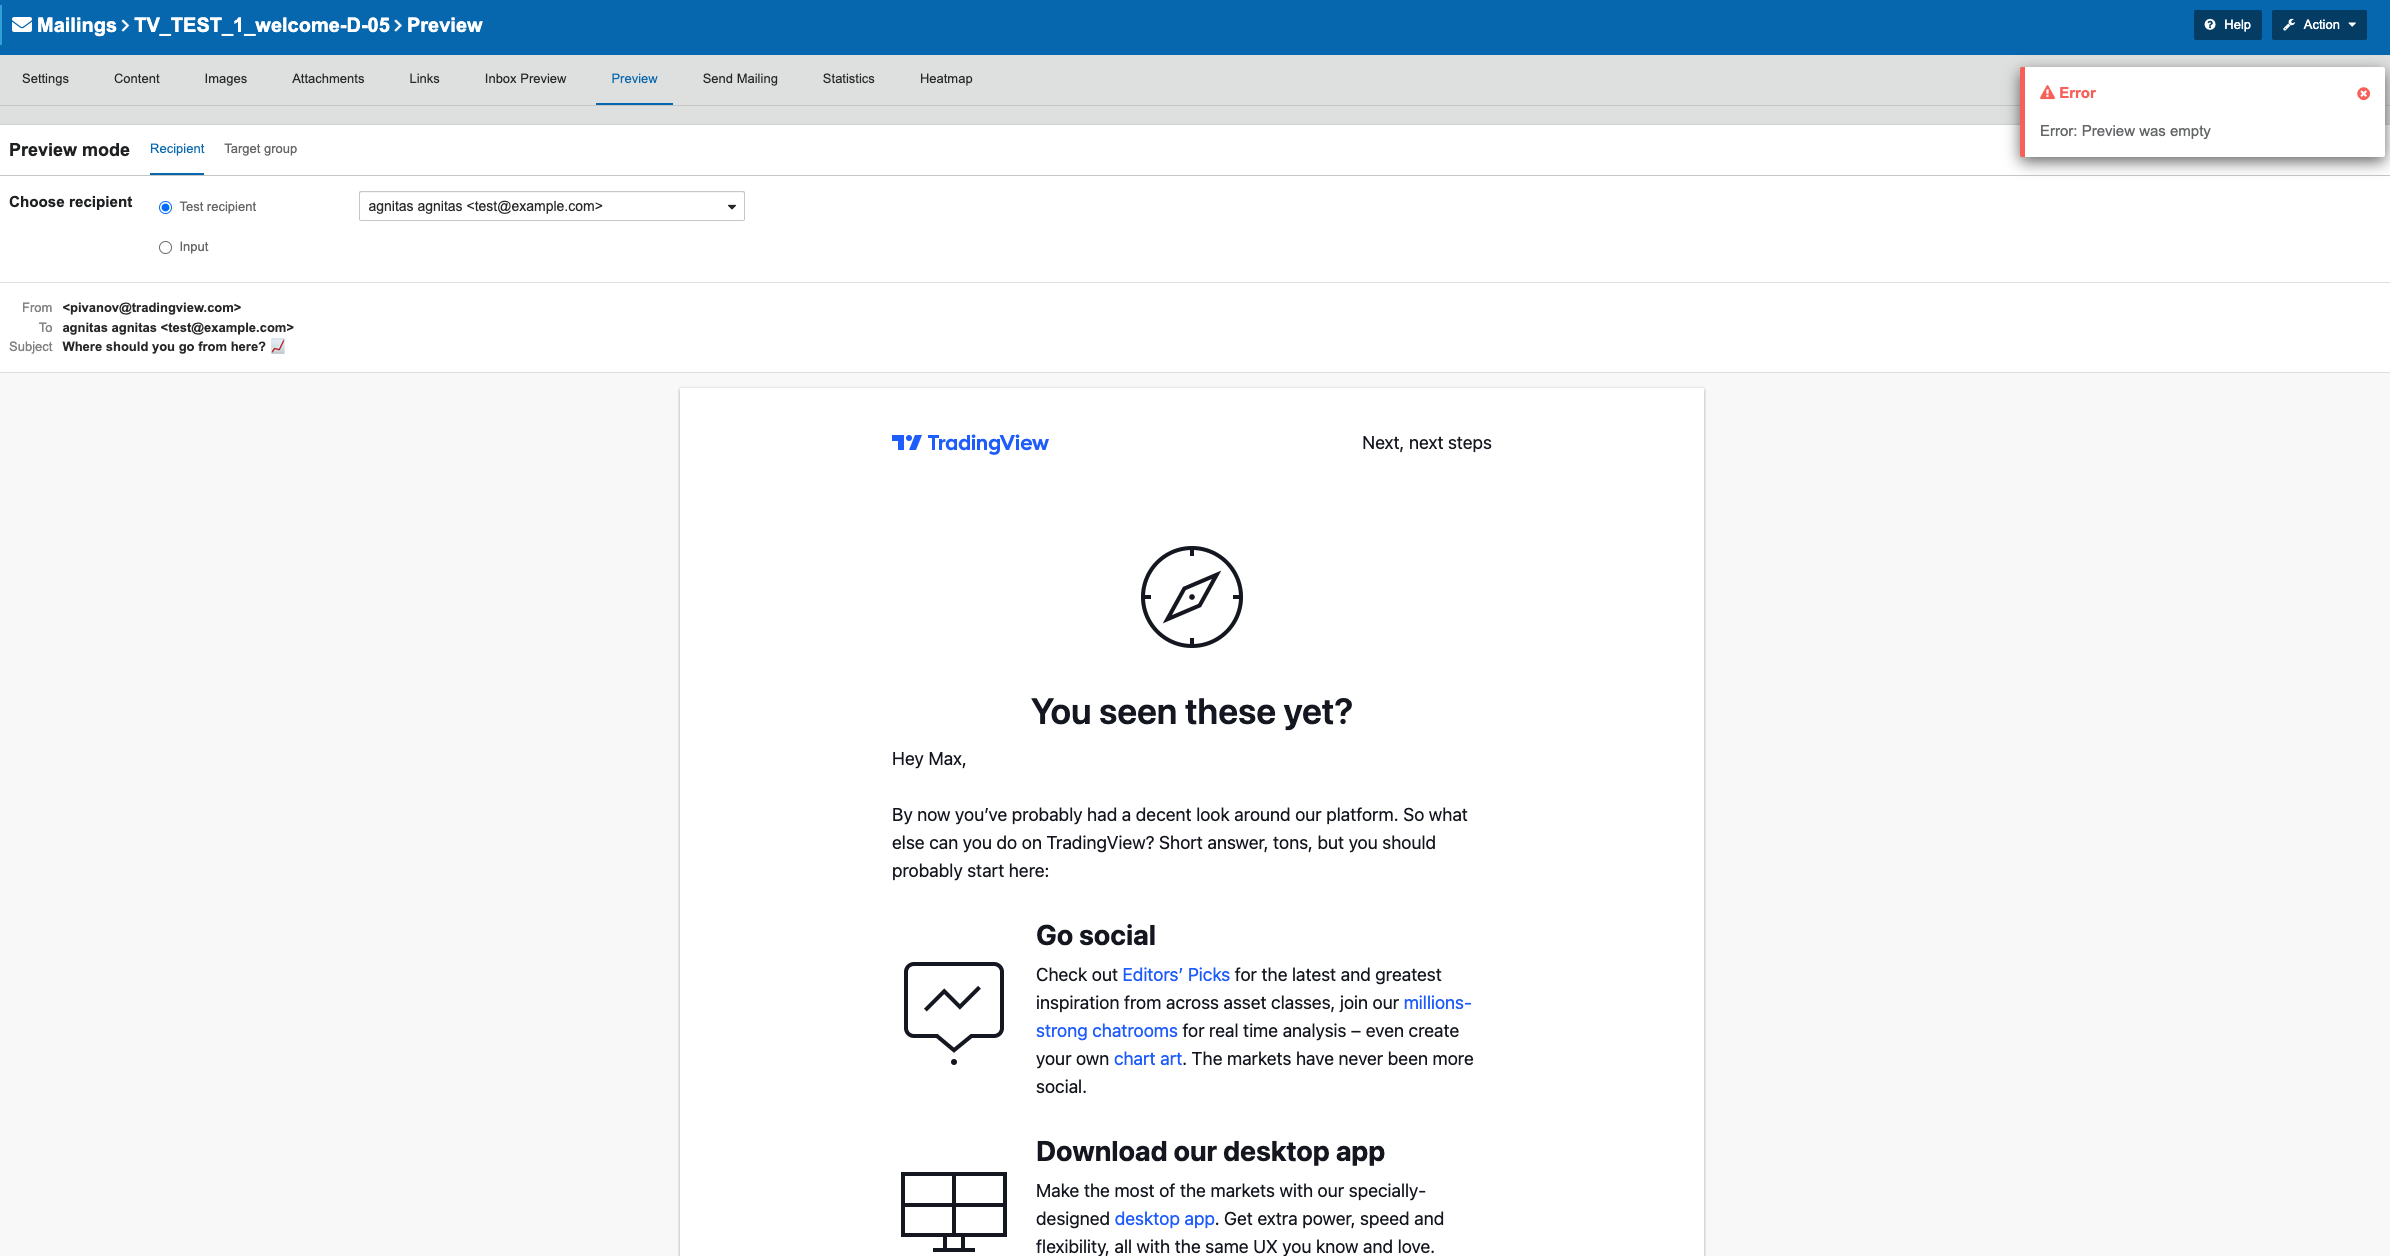 Mailings > TV_TEST_1_welcome-D-05 > Preview
Help
Action
Settings
Content
Images
Attachments
Links
Inbox Preview
Preview
Send Mailing
Statistics
Heatmap
Error
Error: Preview was empty
Preview mode
Recipient
Target group
Choose recipient
Test recipient
agnitas agnitas <test@example.com>
Input
From <pivanov@tradingview.com>
To agnitas agnitas <test@example.com>
Subject Where should you go from here? 📈
TradingView
Next, next steps
You seen these yet?
Hey Max,
By now you’ve probably had a decent look around our platform. So what
else can you do on TradingView? Short answer, tons, but you should
probably start here:
Go social
Check out Editors’ Picks for the latest and greatest
inspiration from across asset classes, join our millions-
strong chatrooms for real time analysis – even create
your own chart art. The markets have never been more
social.
Download our desktop app
Make the most of the markets with our specially-
designed desktop app. Get extra power, speed and
flexibility, all with the same UX you know and love.